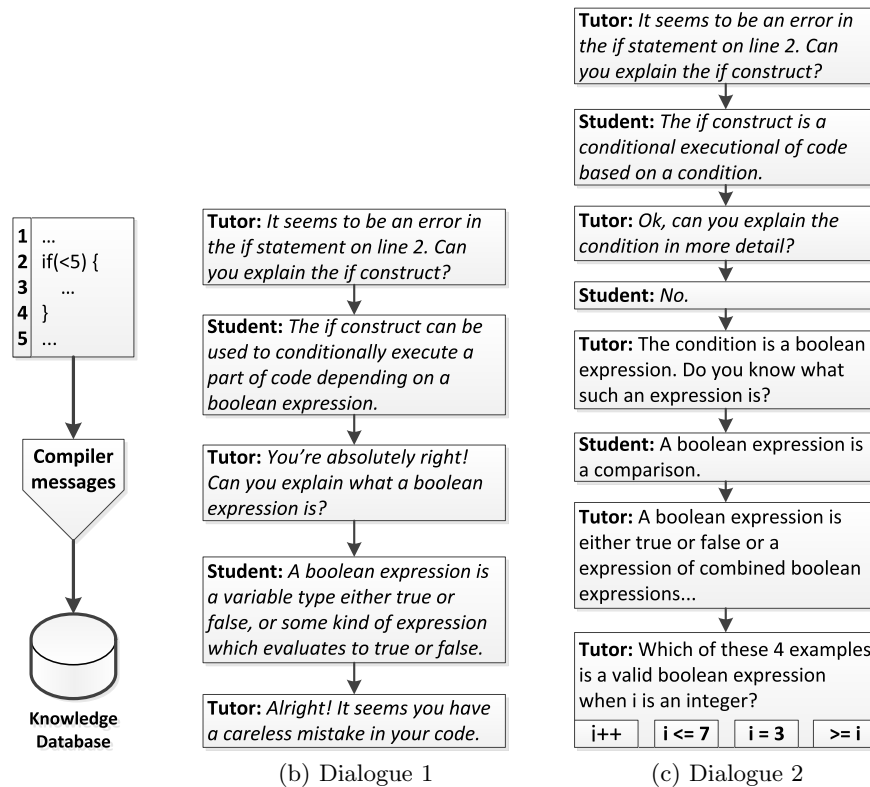 1 ...
2 if(<5) {
3 ...
4 }
5 ...
Compiler
messages
Knowledge
Database
Tutor: It seems to be an error in
the if statement on line 2. Can
you explain the if construct?
Student: The if construct can be
used to conditionally execute a
part of code depending on a
boolean expression.
Tutor: You're absolutely right!
Can you explain what a boolean
expression is?
Student: A boolean expression is
a variable type either true or
false, or some kind of expression
which evaluates to true or false.
Tutor: Alright! It seems you have
a careless mistake in your code.
(b) Dialogue 1
Tutor: It seems to be an error in
the if statement on line 2. Can
you explain the if construct?
Student: The if construct is a
conditional executional of code
based on a condition.
Tutor: Ok, can you explain the
condition in more detail?
Student: No.
Tutor: The condition is a boolean
expression. Do you know what
such an expression is?
Student: A boolean expression is
a comparison.
Tutor: A boolean expression is
either true or false or a
expression of combined boolean
expressions...
Tutor: Which of these 4 examples
is a valid boolean expression
when i is an integer?
i++ i <= 7 i = 3 >= i
(c) Dialogue 2